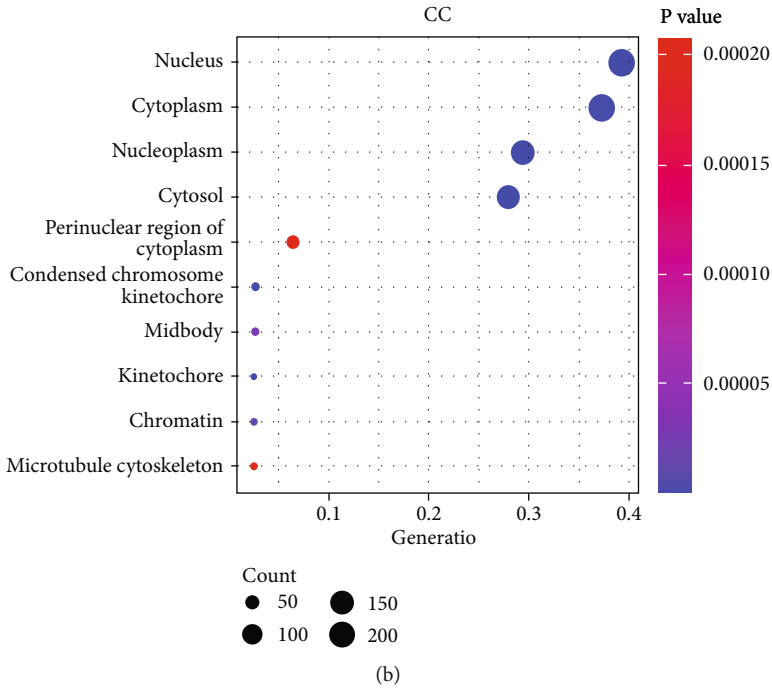 CC
P value
Nucleus
Cytoplasm
Nucleoplasm
Cytosol
Perinuclear region of
cytoplasm
Condensed chromosome
kinetochore
Midbody
Kinetochore
Chromatin
Microtubule cytoskeleton
0.00020
0.00015
0.00010
0.00005
0.1 0.2 0.3 0.4
Generatio
Count
50 150
100 200
(b)